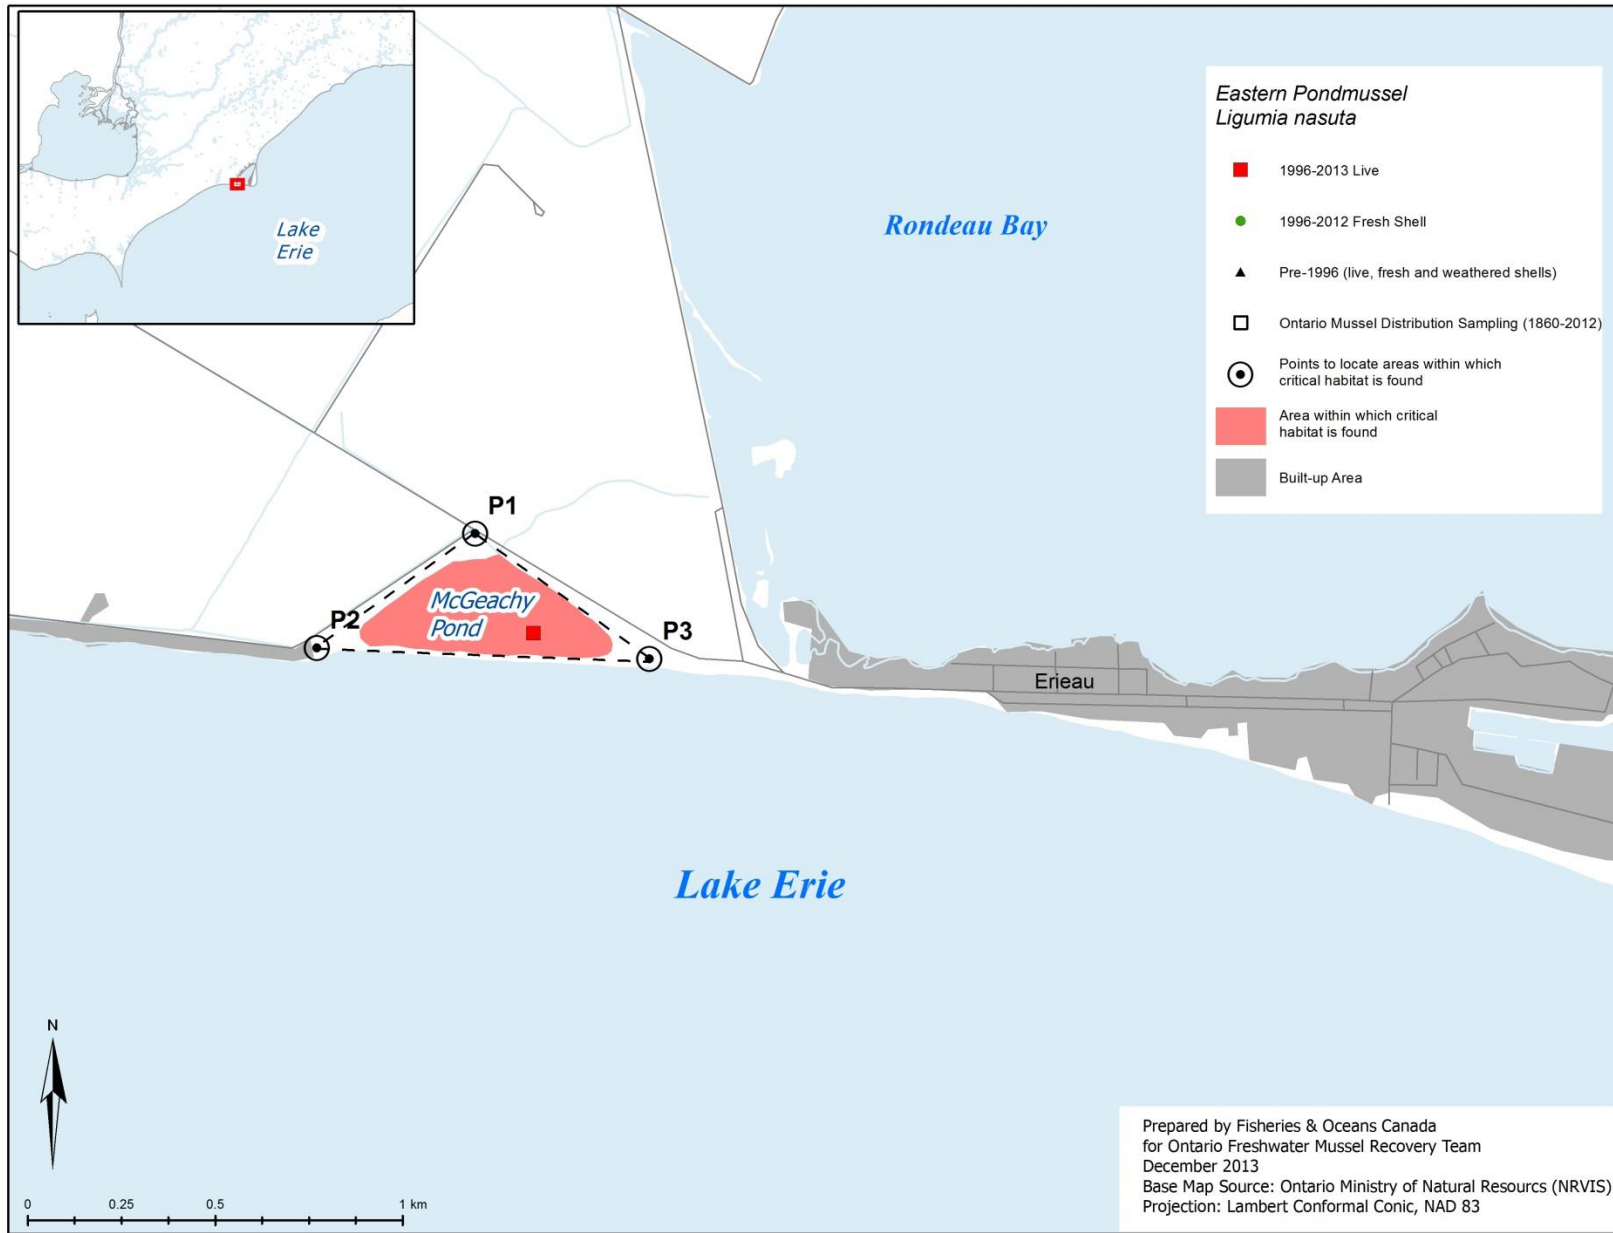 Lake
Erie
Rondeau Bay
Eastern Pondmussel
Ligumia nasuta
1996-2013 Live
1996-2012 Fresh Shell
Pre-1996 (live, fresh and weathered shells)
Ontario Mussel Distribution Sampling (1860-2012)
Points to locate areas within which
critical habitat is found
Area within which critical
habitat is found
Built-up Area
P1
McGeachy
Pond
P2
P3
Erieau
Lake Erie
N
0 0.25 0.5 1 km
Prepared by Fisheries & Oceans Canada
for Ontario Freshwater Mussel Recovery Team
December 2013
Base Map Source: Ontario Ministry of Natural Resourcs (NRVIS)
Projection: Lambert Conformal Conic, NAD 83